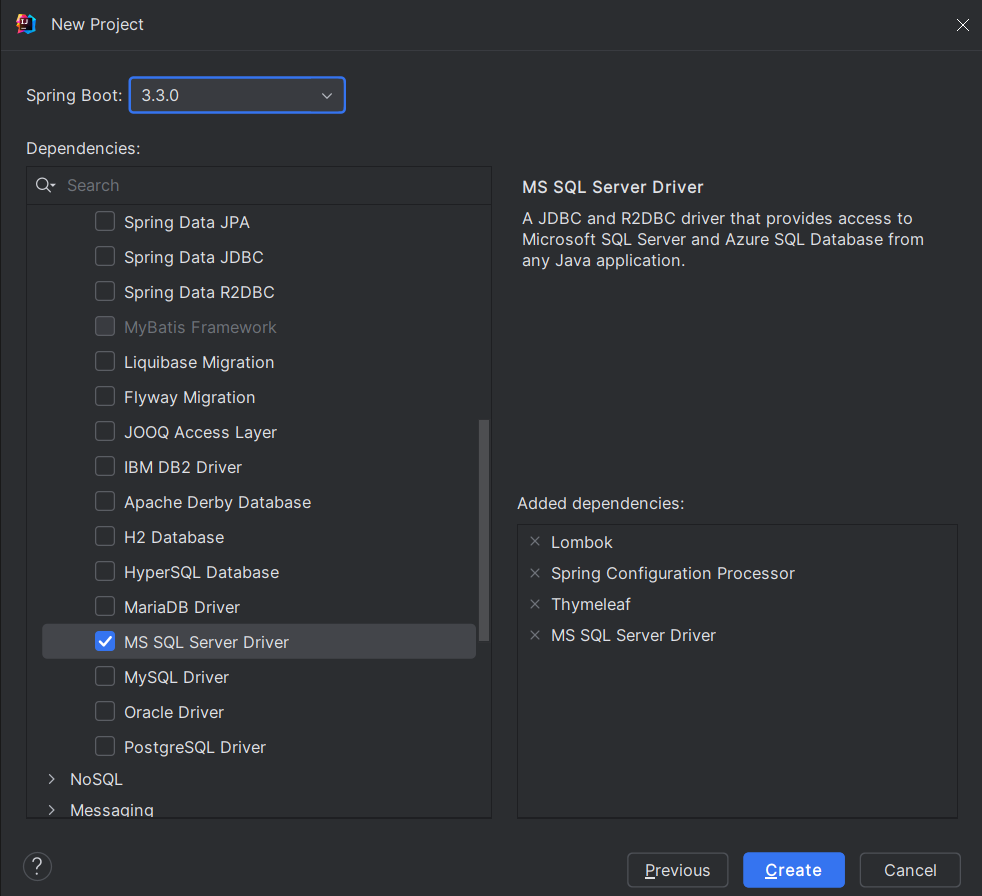 New Project
Spring Boot: 3.3.0
Dependencies:
Search
Spring Data JPA
Spring Data JDBC
Spring Data R2DBC
MyBatis Framework
Liquibase Migration
Flyway Migration
JOOQ Access Layer
IBM DB2 Driver
Apache Derby Database
H2 Database
HyperSQL Database
MariaDB Driver
MS SQL Server Driver
MySQL Driver
Oracle Driver
PostgreSQL Driver
NoSQL
Messaging
MS SQL Server Driver
A JDBC and R2DBC driver that provides access to
Microsoft SQL Server and Azure SQL Database from
any Java application.
Added dependencies:
Lombok
Spring Configuration Processor
Thymeleaf
MS SQL Server Driver
?
Previous
Create
Cancel